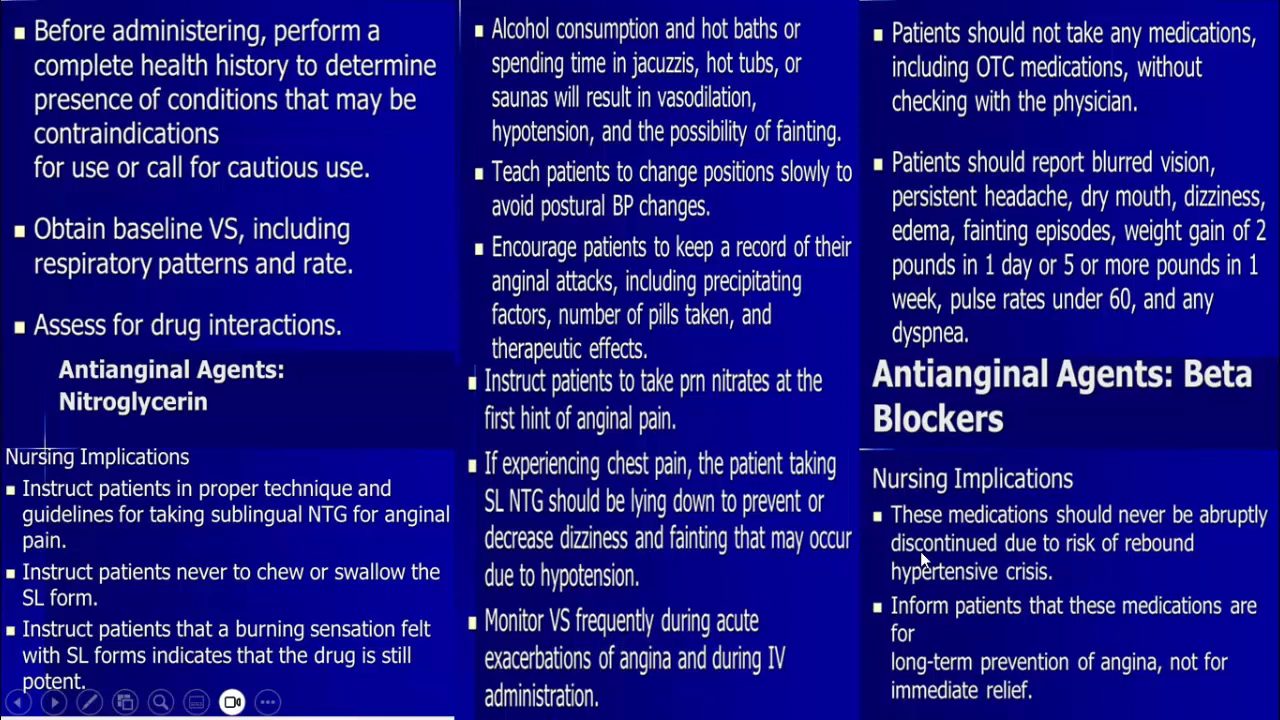 Before administering, perform a
complete health history to determine
presence of conditions that may be
contraindications
for use or call for cautious use.
Obtain baseline VS, including
respiratory patterns and rate.
Assess for drug interactions.
Antianginal Agents:
Nitroglycerin
Nursing Implications
Instruct patients in proper technique and
guidelines for taking sublingual NTG for anginal
pain.
Instruct patients never to chew or swallow the
SL form.
Instruct patients that a burning sensation felt
with SL forms indicates that the drug is still
potent.
Alcohol consumption and hot baths or
spending time in jacuzzis, hot tubs, or
saunas will result in vasodilation,
hypotension, and the possibility of fainting.
Teach patients to change positions slowly to
avoid postural BP changes.
Encourage patients to keep a record of their
anginal attacks, including precipitating
factors, number of pills taken, and
therapeutic effects.
Instruct patients to take prn nitrates at the
first hint of anginal pain.
If experiencing chest pain, the patient taking
SL NTG should be lying down to prevent or
decrease dizziness and fainting that may occur
due to hypotension.
Monitor VS frequently during acute
exacerbations of angina and during IV
administration.
Patients should not take any medications,
including OTC medications, without
checking with the physician.
Patients should report blurred vision,
persistent headache, dry mouth, dizziness,
edema, fainting episodes, weight gain of 2
pounds in 1 day or 5 or more pounds in 1
week, pulse rates under 60, and any
dyspnea.
Antianginal Agents: Beta
Blockers
Nursing Implications
These medications should never be abruptly
discontinued due to risk of rebound
hypertensive crisis.
Inform patients that these medications are
for
long-term prevention of angina, not for
immediate relief.